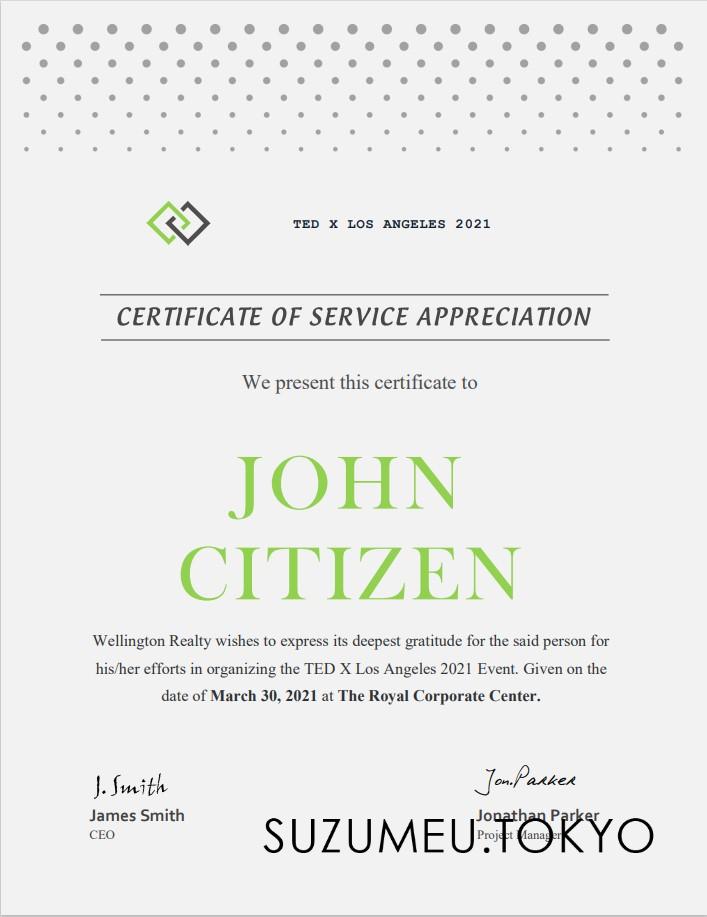 TED X LOS ANGELES 2021
CERTIFICATE OF SERVICE APPRECIATION
We present this certificate to
JOHN
CITIZEN
Wellington Realty wishes to express its deepest gratitude for the said person for
his/her efforts in organizing the TED X Los Angeles 2021 Event. Given on the
date of March 30, 2021 at The Royal Corporate Center.
J. Smith
James Smith
CEO
Jon.Parker
Jonathan Parker
Project Manager
SUZUMEU.TOKYO